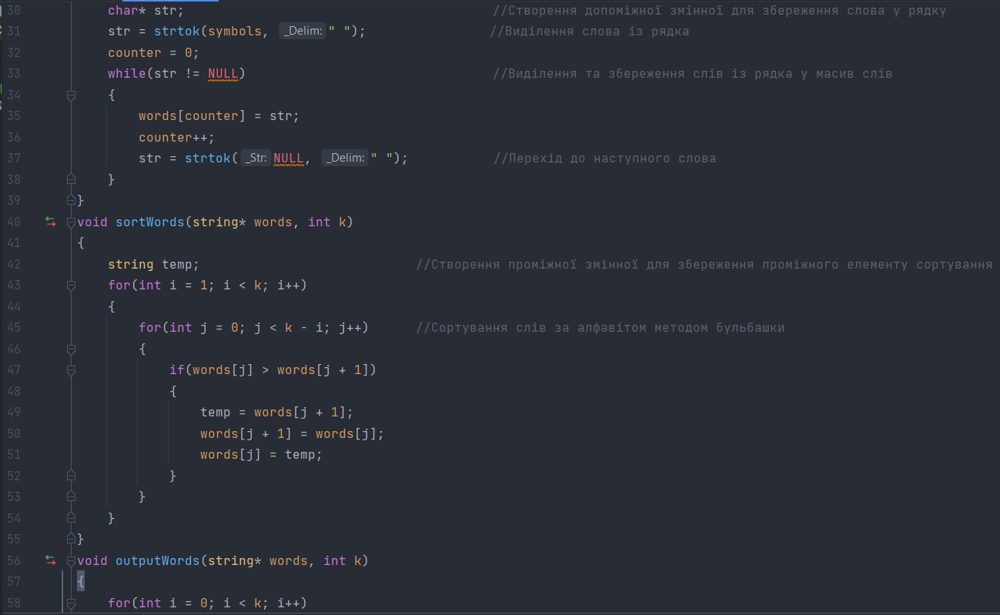 30 char* str; //Створення допоміжної змінної для збереження слова у рядку
31 str = strtok(symbols, _Delim: " "); //Виділення слова із рядка
32 counter = 0;
33 while(str != NULL) //Виділення та збереження слів із рядка у масив слів
34 {
35 words[counter] = str;
36 counter++;
37 str = strtok(_Str: NULL, _Delim: " "); //Перехід до наступного слова
38 }
39 }
40 void sortWords(string* words, int k)
41 {
42 string temp; //Створення проміжної змінної для збереження проміжного елементу сортування
43 for(int i = 1; i < k; i++)
44 {
45 for(int j = 0; j < k - i; j++) //Сортування слів за алфавітом методом бульбашки
46 {
47 if(words[j] > words[j + 1])
48 {
49 temp = words[j + 1];
50 words[j + 1] = words[j];
51 words[j] = temp;
52 }
53 }
54 }
55 }
56 void outputWords(string* words, int k)
57 {
58 for(int i = 0; i < k; i++)